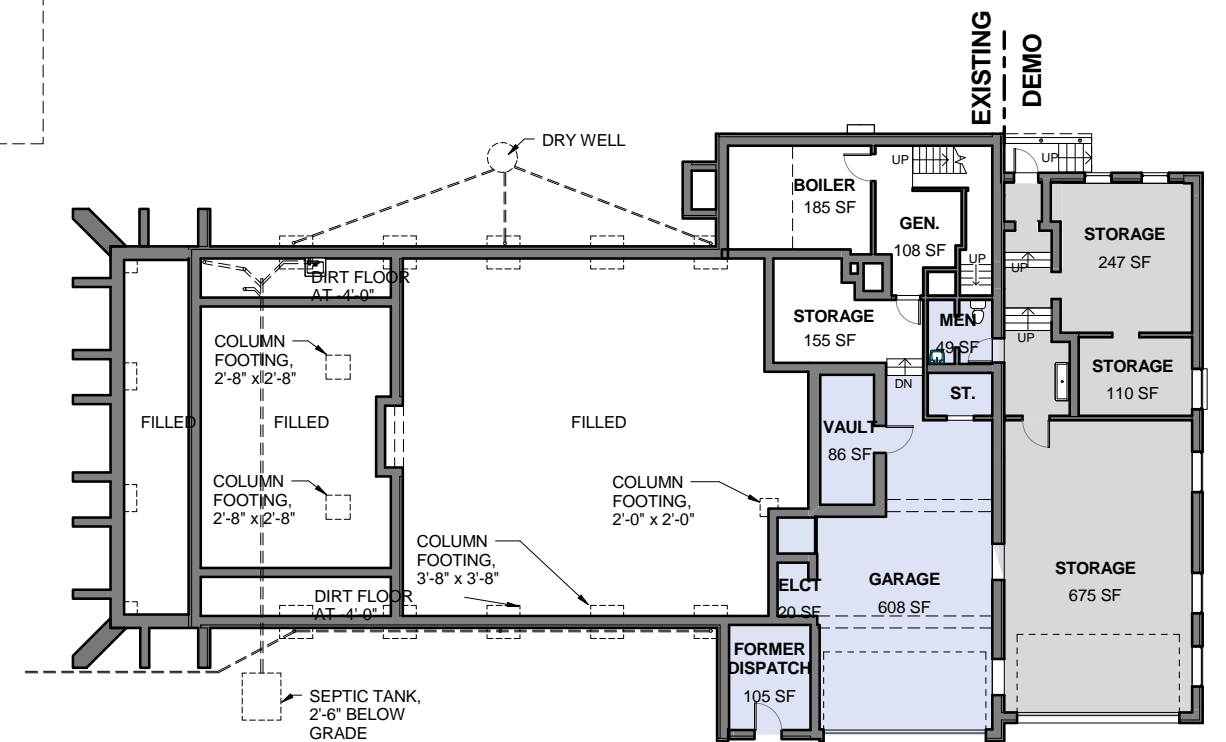 EXISTING
DEMO
DRY WELL
UP
UP
BOILER
185 SF
GEN.
108 SF
STORAGE
247 SF
UP
UP
DIRT FLOOR
AT -4'-0"
STORAGE
155 SF
MEN
49 SF
UP
COLUMN
FOOTING,
2'-8" x 2'-8"
STORAGE
110 SF
DN
ST.
FILLED
FILLED
FILLED
VAULT
86 SF
COLUMN
FOOTING,
2'-8" x 2'-8"
COLUMN
FOOTING,
2'-0" x 2'-0"
COLUMN
FOOTING,
3'-8" x 3'-8"
GARAGE
608 SF
STORAGE
675 SF
ELCT
20 SF
DIRT FLOOR
AT -4'-0"
FORMER
DISPATCH
105 SF
SEPTIC TANK,
2'-6" BELOW
GRADE